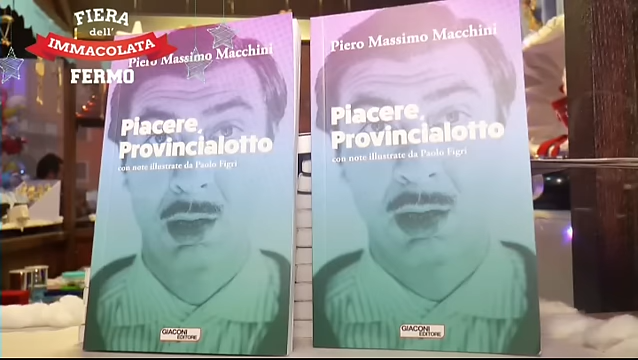 FIERA
dell'
IMMACOLATA
FERMO
Piero Massimo Macchini
Piacere,
Provincialotto
con note illustrate da Paolo Figri
GIACONI
EDITORE
Piero Massimo Macchini
Piacere,
Provincialotto
con note illustrate da Paolo Figri
GIACONI
EDITORE